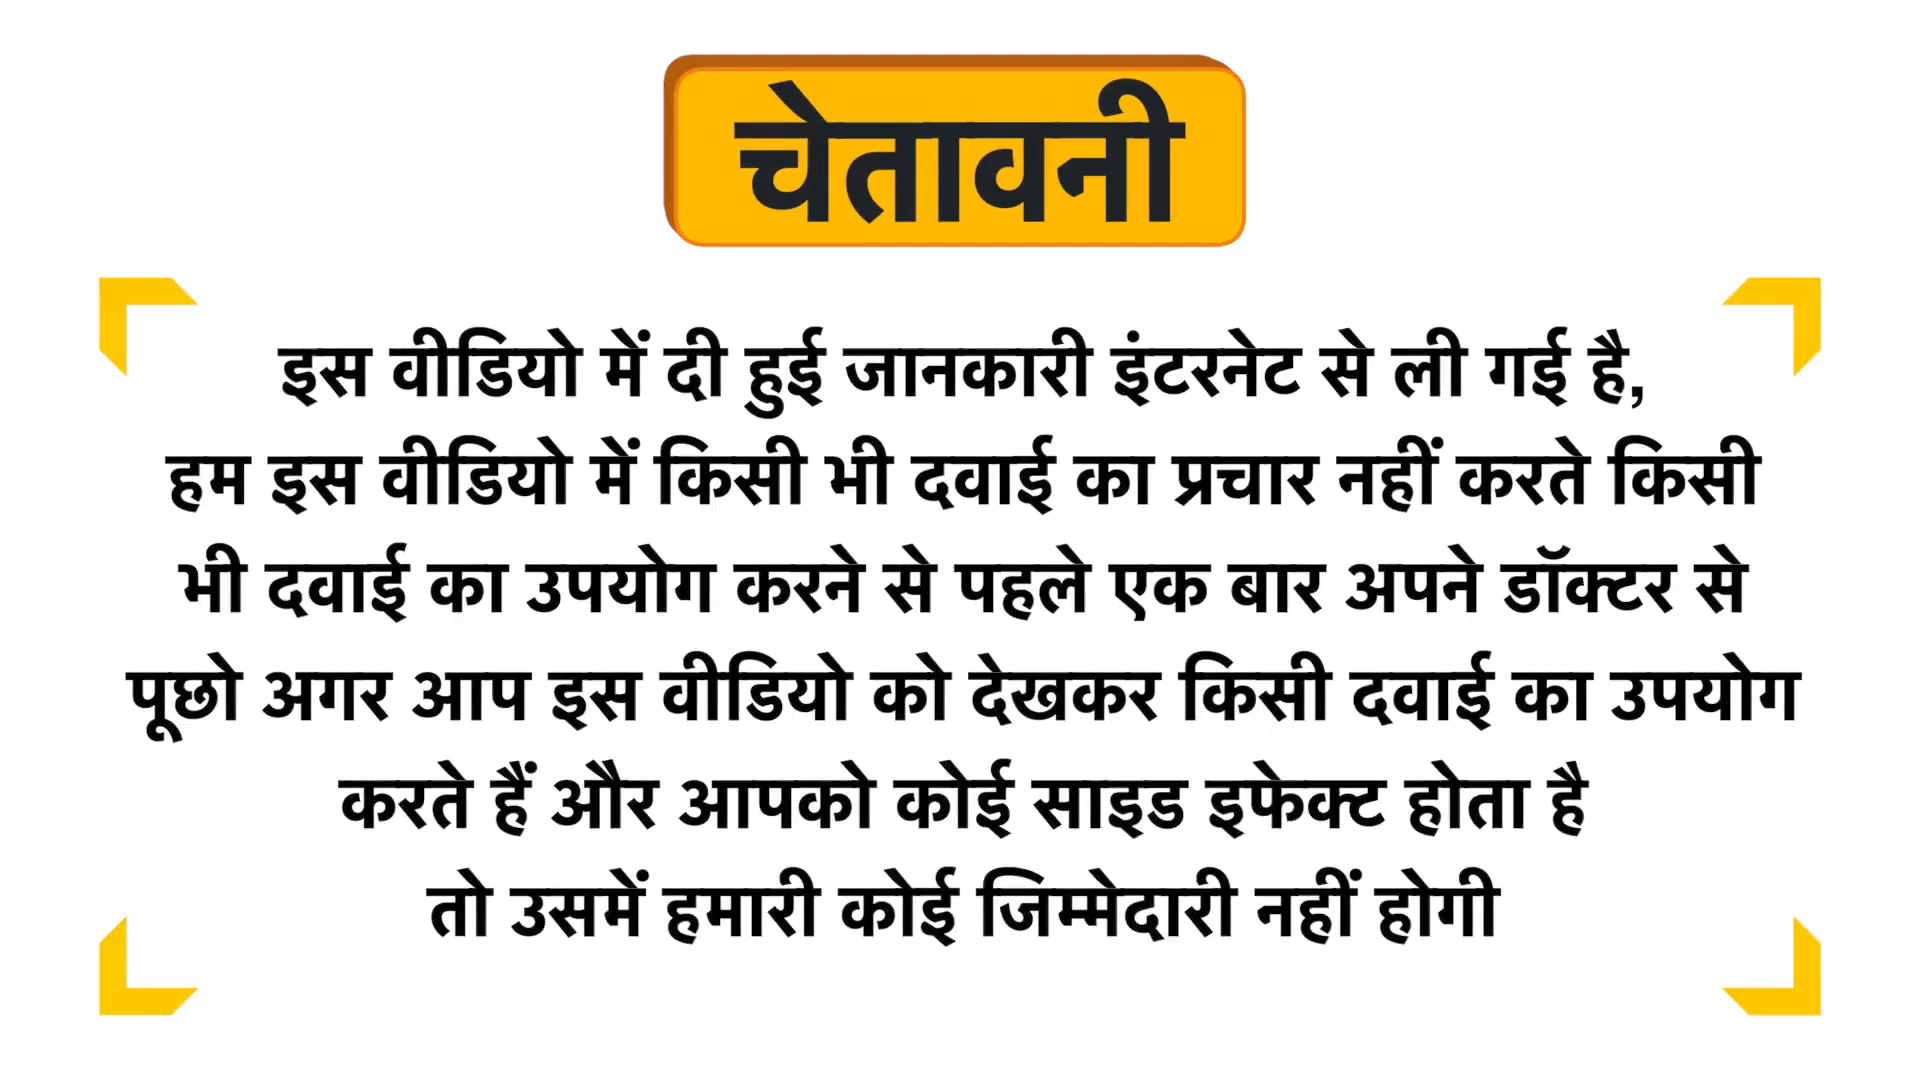 चेतावनी
इस वीडियो में दी हुई जानकारी इंटरनेट से ली गई है,
हम इस वीडियो में किसी भी दवाई का प्रचार नहीं करते किसी
भी दवाई का उपयोग करने से पहले एक बार अपने डॉक्टर से
पूछो अगर आप इस वीडियो को देखकर किसी दवाई का उपयोग
करते हैं और आपको कोई साइड इफेक्ट होता है
तो उसमें हमारी कोई जिम्मेदारी नहीं होगी